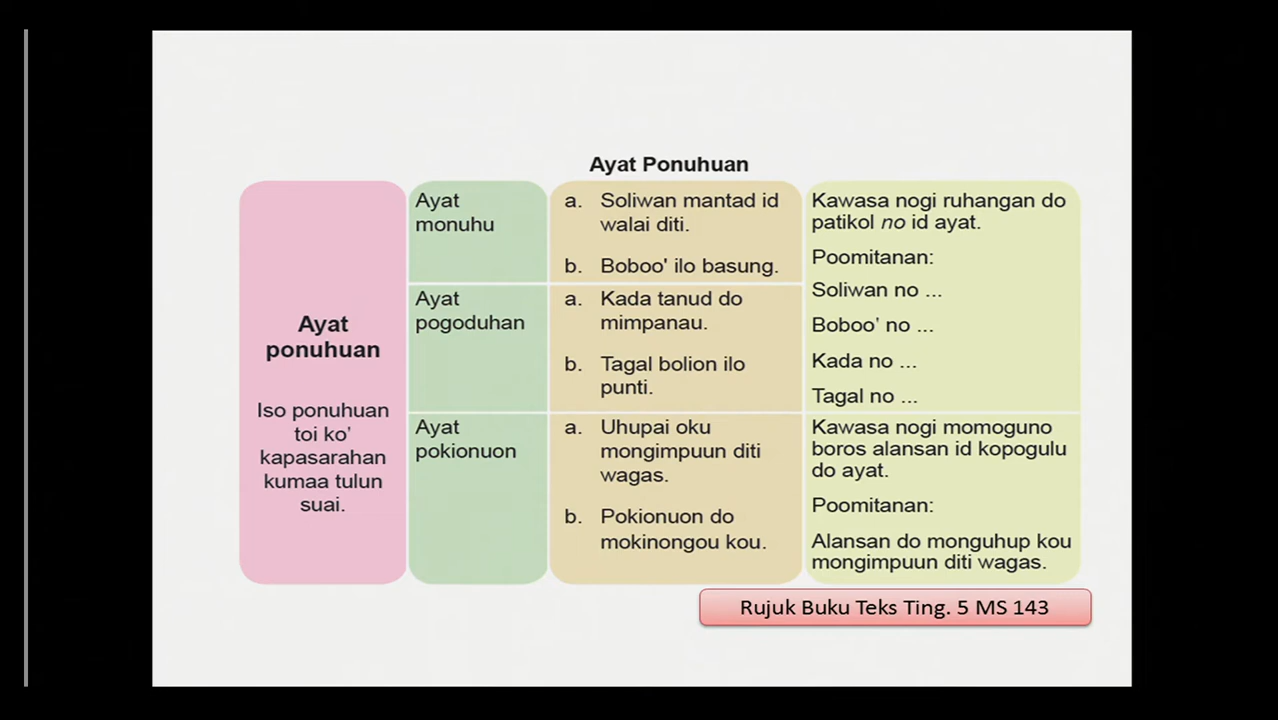 Ayat Ponuhuan
Ayat
ponuhuan
Iso ponuhuan
toi ko’
kapasarahan
kumaa tulun
suai.
Ayat
monuhu
a. Soliwan mantad id
walai diti.
b. Boboo' ilo basung.
Kawasa nogi ruhangan do
patikol no id ayat.
Poomitanan:
Soliwan no ...
Boboo’ no ...
Kada no ...
Tagal no ...
Ayat
pogoduhan
a. Kada tanud do
mimpanau.
b. Tagal bolion ilo
punti.
Ayat
pokionuon
a. Uhupai oku
mongimpuun diti
wagas.
b. Pokionuon do
mokinongou kou.
Kawasa nogi momoguno
boros alansan id kopogulu
do ayat.
Poomitanan:
Alansan do monguhup kou
mongimpuun diti wagas.
Rujuk Buku Teks Ting. 5 MS 143